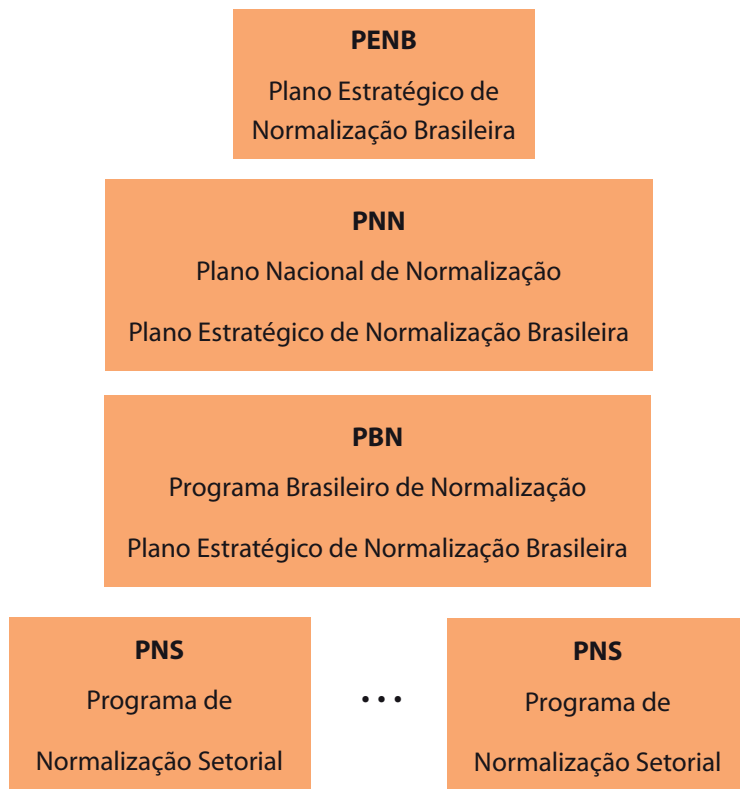 PENB
Plano Estratégico de
Normalização Brasileira
PNN
Plano Nacional de Normalização
Plano Estratégico de Normalização Brasileira
PBN
Programa Brasileiro de Normalização
Plano Estratégico de Normalização Brasileira
PNS
Programa de
Normalização Setorial
...
PNS
Programa de
Normalização Setorial